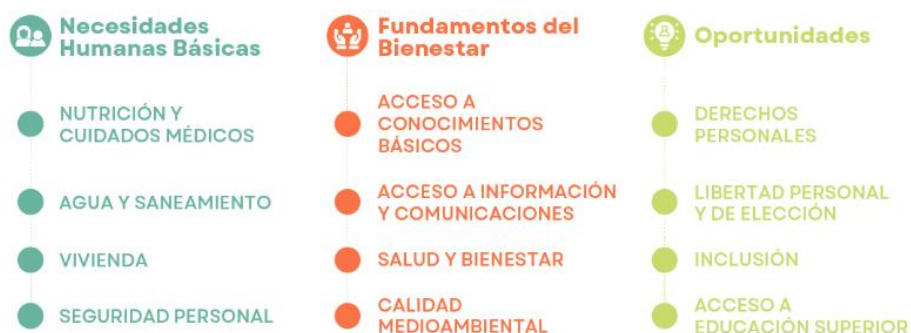 Necesidades
Humanas Básicas
NUTRICIÓN Y
CUIDADOS MÉDICOS
AGUA Y SANEAMIENTO
VIVIENDA
SEGURIDAD PERSONAL
Fundamentos del
Bienestar
ACCESO A
CONOCIMIENTOS
BÁSICOS
ACCESO A INFORMACIÓN
Y COMUNICACIONES
SALUD Y BIENESTAR
CALIDAD
MEDIOAMBIENTAL
Oportunidades
DERECHOS
PERSONALES
LIBERTAD PERSONAL
Y DE ELECCIÓN
INCLUSIÓN
ACCESO A
EDUCACIÓN SUPERIOR